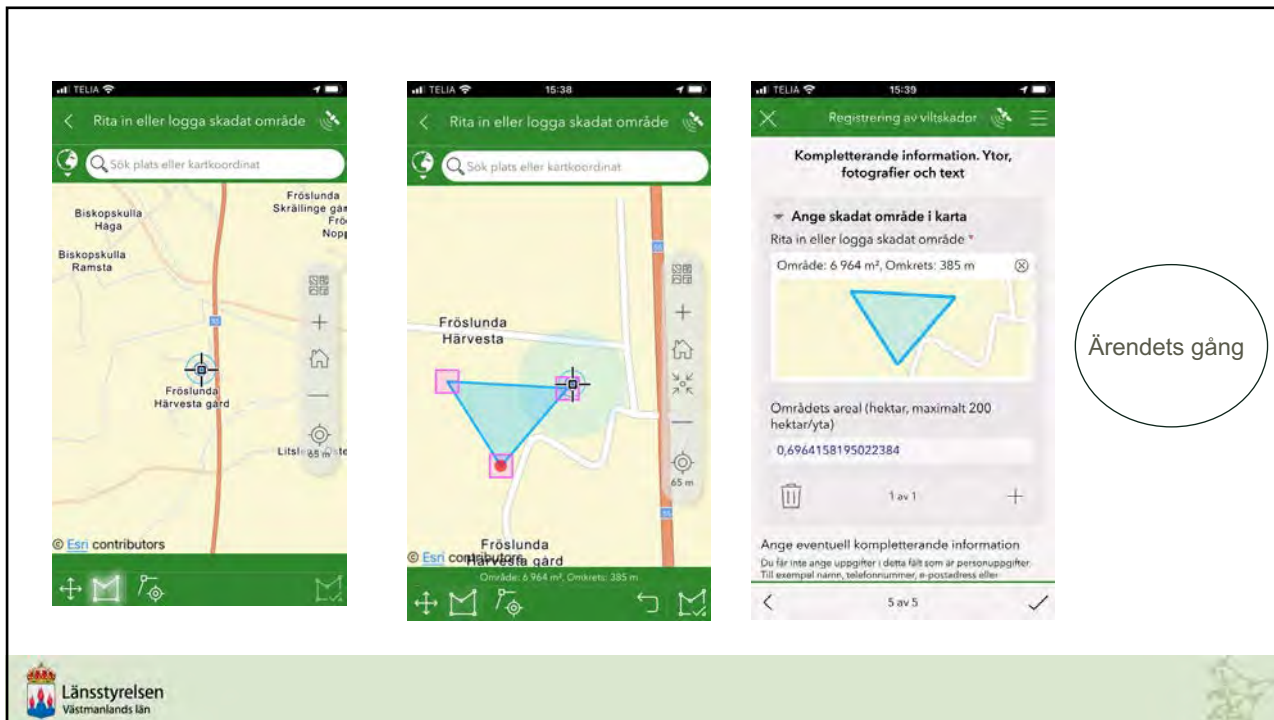 TELIA
Rita in eller logga skadat område
Sök plats eller kartkoordinat
Fröslunda
Skrällinge
Biskopskulla
Haga
Biskopskulla
Ramsta
55
Fröslunda
Härvesta gård
65 m
© Esri contributors
TELIA 15:38
Rita in eller logga skadat område
Sök plats eller kartkoordinat
55
Fröslunda
Härvesta
65 m
55
Fröslunda
Härvesta gård
© Esri contributors
Område: 6 964 m², Omkrets: 385 m
TELIA 15:39
Registrering av viltskador
Kompletterande information. Ytor,
fotografier och text
Ange skadat område i karta
Rita in eller logga skadat område *
Område: 6 964 m², Omkrets: 385 m
Områdets areal (hektar, maximalt 200
hektar/yta)
0,6964158195022384
1 av 1
Ange eventuell kompletterande information
Du får inte ange uppgifter i detta fält som är personuppgifter.
Till exempel namn, telefonnummer, e-postadress eller
5 av 5
Ärendets gång
Länsstyrelsen
Västmanlands län